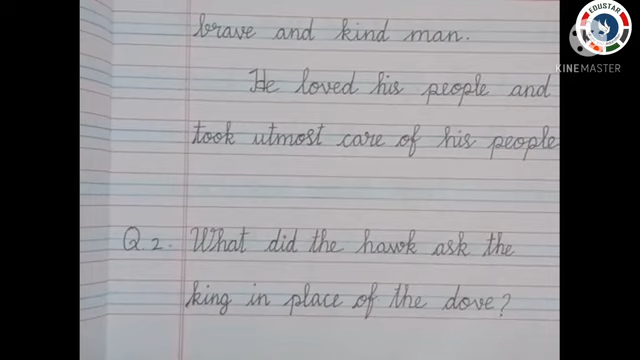 EDUSTAR
KINEMASTER
brave and kind man.
He loved his people and
took utmost care of his people
Q.2. What did the hawk ask the
king in place of the dove?